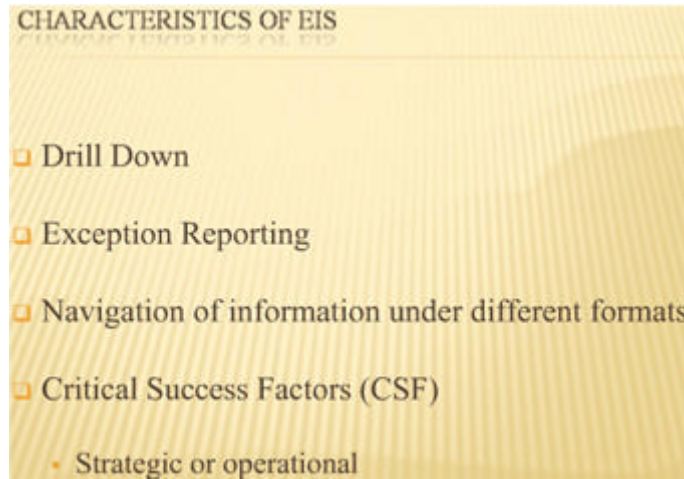 CHARACTERISTICS OF EIS
Drill Down
Exception Reporting
Navigation of information under different formats
Critical Success Factors (CSF)
Strategic or operational